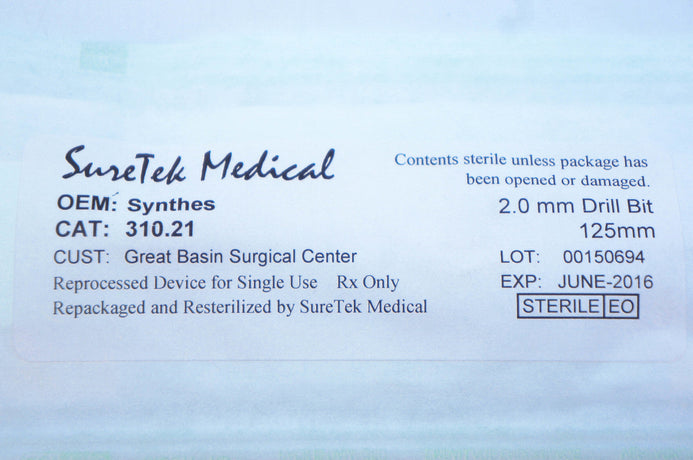 SureTek Medical
OEM: Synthes
CAT: 310.21
CUST: Great Basin Surgical Center
Reprocessed Device for Single Use Rx Only
Repackaged and Resterilized by SureTek Medical
Contents sterile unless package has
been opened or damaged.
2.0 mm Drill Bit
125mm
LOT: 00150694
EXP: JUNE-2016
STERILE EO